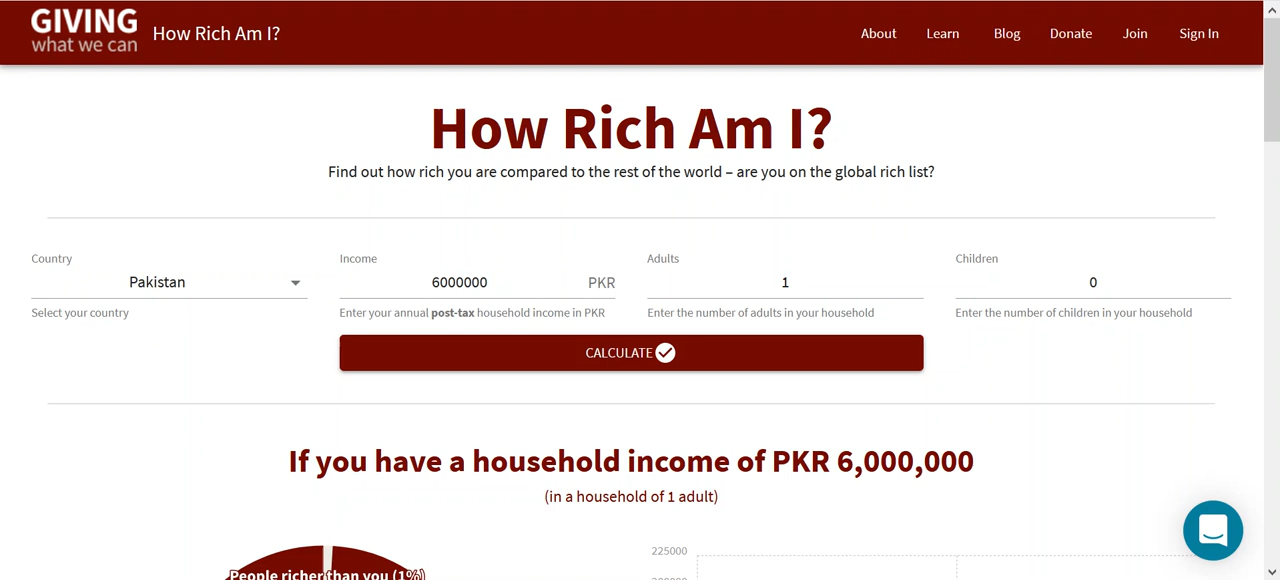 GIVING
what we can
How Rich Am I?
About
Learn
Blog
Donate
Join
Sign In
How Rich Am I?
Find out how rich you are compared to the rest of the world – are you on the global rich list?
Country
Pakistan
Select your country
Income
6000000 PKR
Enter your annual post-tax household income in PKR
Adults
1
Enter the number of adults in your household
Children
0
Enter the number of children in your household
CALCULATE
If you have a household income of PKR 6,000,000
(in a household of 1 adult)
People richer than you (1%)
225000